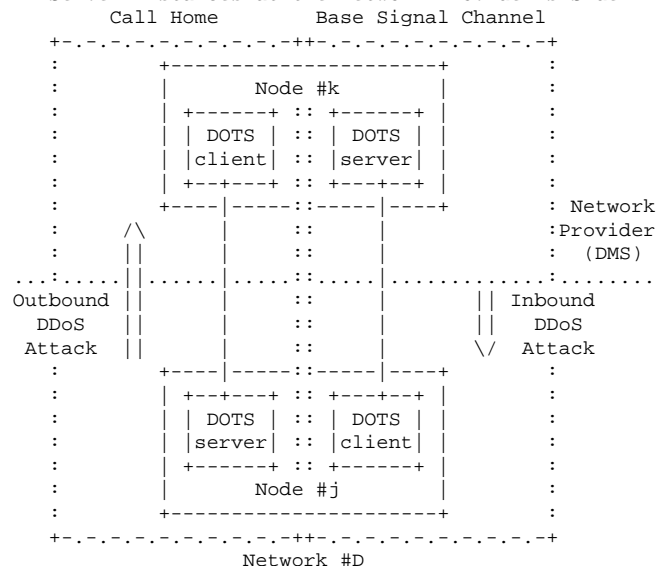 Call Home Base Signal Channel
Node #k
DOTS DOTS
client server
Network
Provider
(DMS)
Outbound Inbound
DDoS DDoS
Attack Attack
DOTS DOTS
server client
Node #j
Network #D